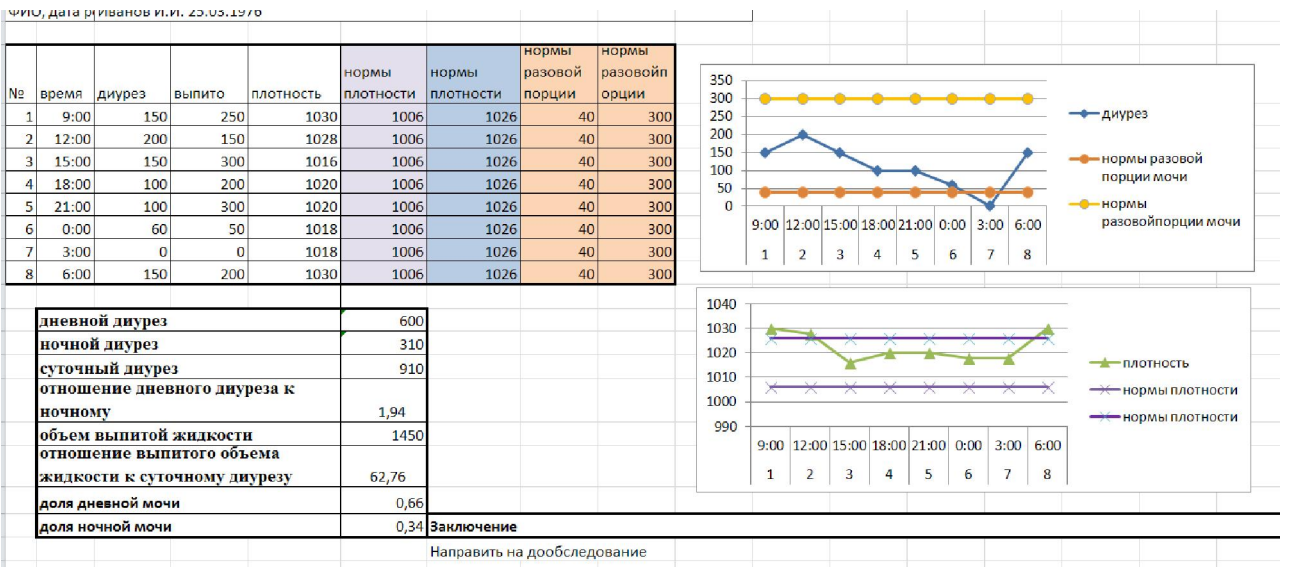 ФИО, дата р Иванов И.И. 25.03.1976
№ время диурез выпито плотность нормы плотности нормы плотности нормы разовой порции нормы разовойп орции
1 9:00 150 250 1030 1006 1026 40 300
2 12:00 200 150 1028 1006 1026 40 300
3 15:00 150 300 1016 1006 1026 40 300
4 18:00 100 200 1020 1006 1026 40 300
5 21:00 100 300 1020 1006 1026 40 300
6 0:00 60 50 1018 1006 1026 40 300
7 3:00 0 0 1018 1006 1026 40 300
8 6:00 150 200 1030 1006 1026 40 300
дневной диурез 600
ночной диурез 310
суточный диурез 910
отношение дневного диуреза к
ночному 1,94
объем выпитой жидкости 1450
отношение выпитого объема
жидкости к суточному диурезу 62,76
доля дневной мочи 0,66
доля ночной мочи 0,34
Заключение
Направить на дообследование
350
300
250
200
150
100
50
0
9:00 12:00 15:00 18:00 21:00 0:00 3:00 6:00
1 2 3 4 5 6 7 8
диурез
нормы разовой
порции мочи
нормы
разовойпорции мочи
1040
1030
1020
1010
1000
990
9:00 12:00 15:00 18:00 21:00 0:00 3:00 6:00
1 2 3 4 5 6 7 8
плотность
нормы плотности
нормы плотности